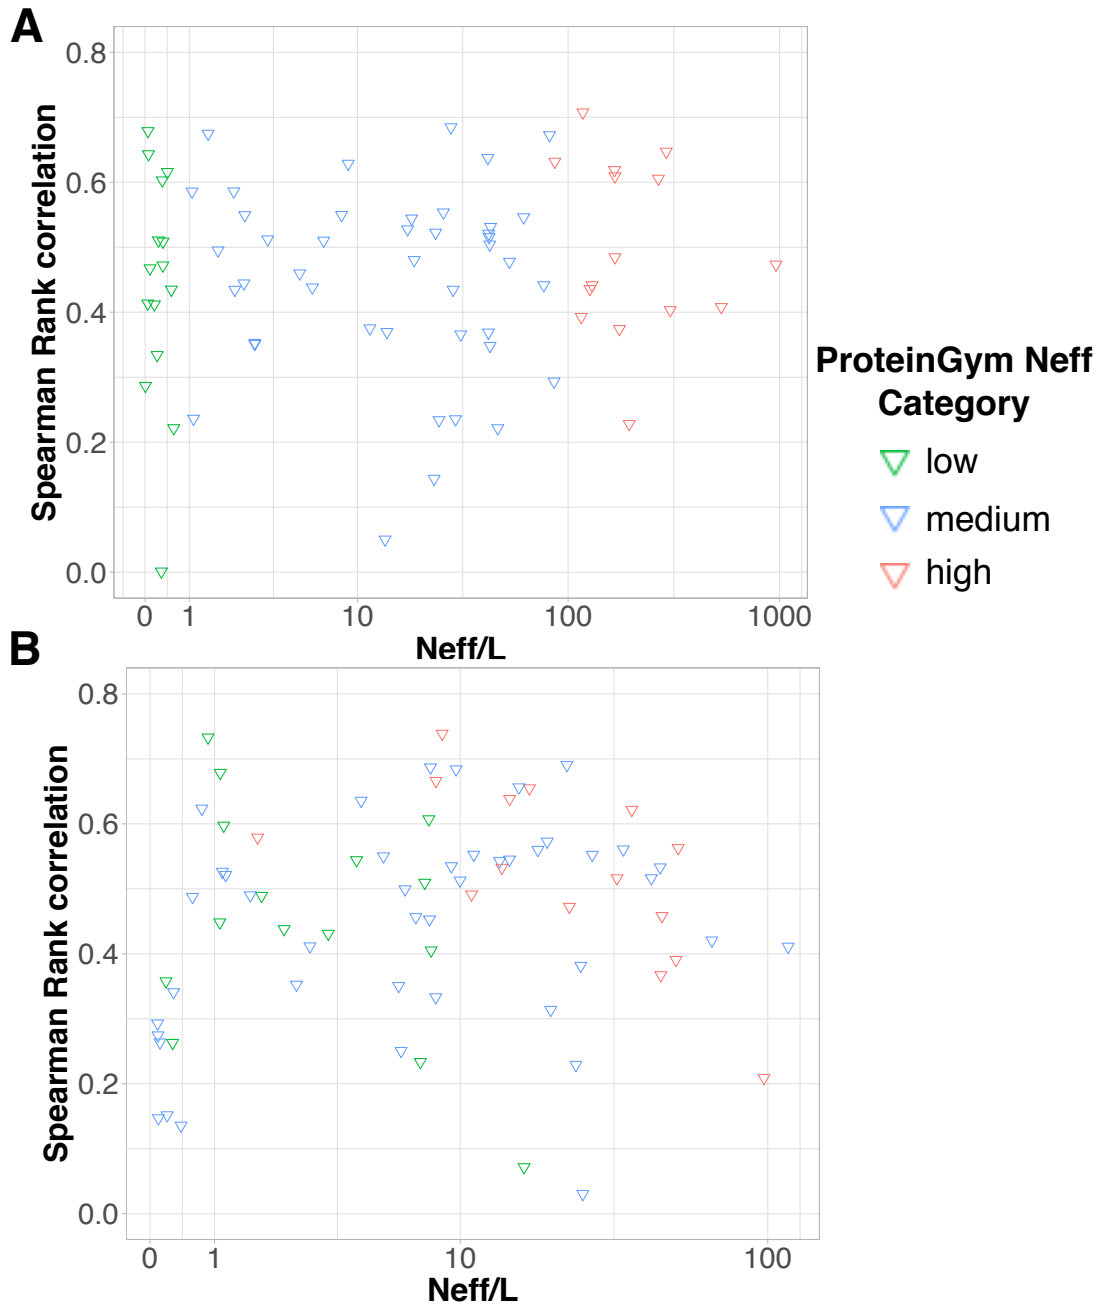 A
Spearman Rank correlation
0.8
0.6
0.4
0.2
0.0
0 1 10 100 1000
Neff/L
ProteinGym Neff
Category
low
medium
high
B
Spearman Rank correlation
0.8
0.6
0.4
0.2
0.0
0 1 10 100
Neff/L